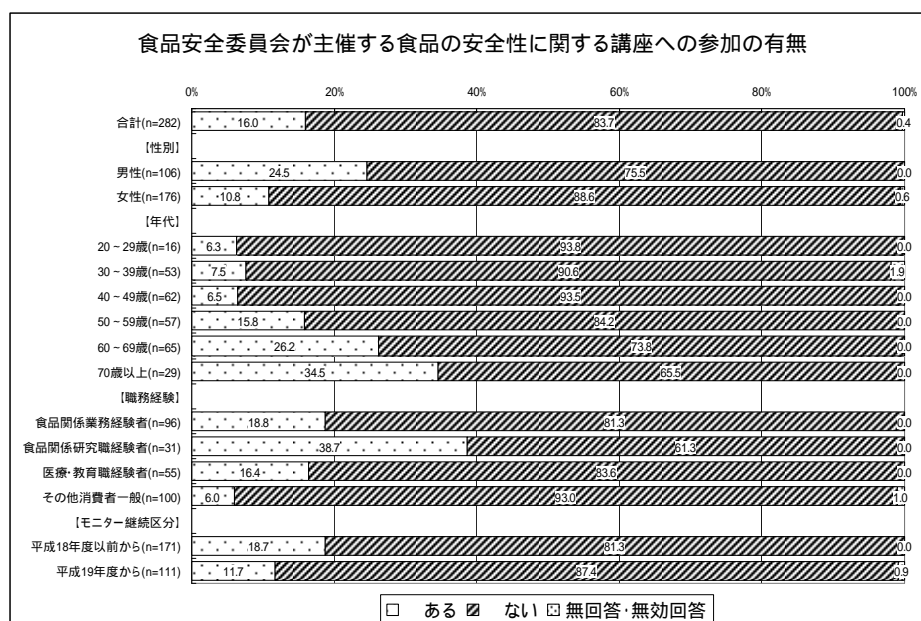 食品安全委員会が主催する食品の安全性に関する講座への参加の有無
0% 20% 40% 60% 80% 100%
合計(n=282) 16.0 83.7 0.4
【性別】
男性(n=106) 24.5 75.5 0.0
女性(n=176) 10.8 88.6 0.6
【年代】
20～29歳(n=16) 6.3 93.8 0.0
30～39歳(n=53) 7.5 90.6 1.9
40～49歳(n=62) 6.5 93.5 0.0
50～59歳(n=57) 15.8 84.2 0.0
60～69歳(n=65) 26.2 73.8 0.0
70歳以上(n=29) 34.5 65.5 0.0
【職務経験】
食品関係業務経験者(n=96) 18.8 81.3 0.0
食品関係研究職経験者(n=31) 38.7 61.3 0.0
医療・教育職経験者(n=55) 16.4 83.6 0.0
その他消費者一般(n=100) 6.0 93.0 1.0
【モニター継続区分】
平成18年度以前から(n=171) 18.7 81.3 0.0
平成19年度から(n=111) 11.7 87.4 0.9
ある ない 無回答・無効回答